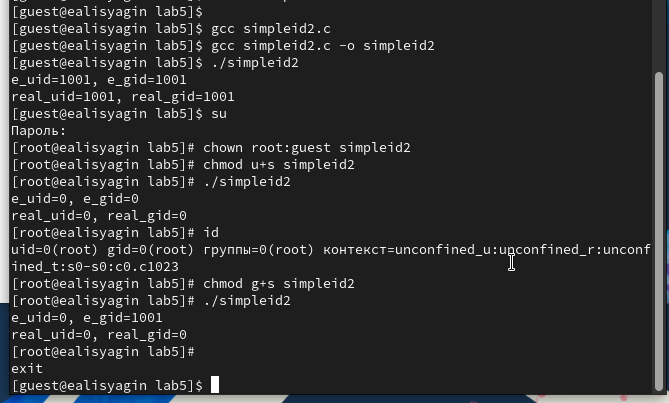 [guest@ealisyagin lab5]$
[guest@ealisyagin lab5]$ gcc simpleid2.c
[guest@ealisyagin lab5]$ gcc simpleid2.c -o simpleid2
[guest@ealisyagin lab5]$ ./simpleid2
e_uid=1001, e_gid=1001
real_uid=1001, real_gid=1001
[guest@ealisyagin lab5]$ su
Пароль:
[root@ealisyagin lab5]# chown root:guest simpleid2
[root@ealisyagin lab5]# chmod u+s simpleid2
[root@ealisyagin lab5]# ./simpleid2
e_uid=0, e_gid=0
real_uid=0, real_gid=0
[root@ealisyagin lab5]# id
uid=0(root) gid=0(root) группы=0(root) контекст=unconfined_u:unconfined_r:unconf
ined_t:s0-s0:c0.c1023
[root@ealisyagin lab5]# chmod g+s simpleid2
[root@ealisyagin lab5]# ./simpleid2
e_uid=0, e_gid=1001
real_uid=0, real_gid=0
[root@ealisyagin lab5]#
exit
[guest@ealisyagin lab5]$